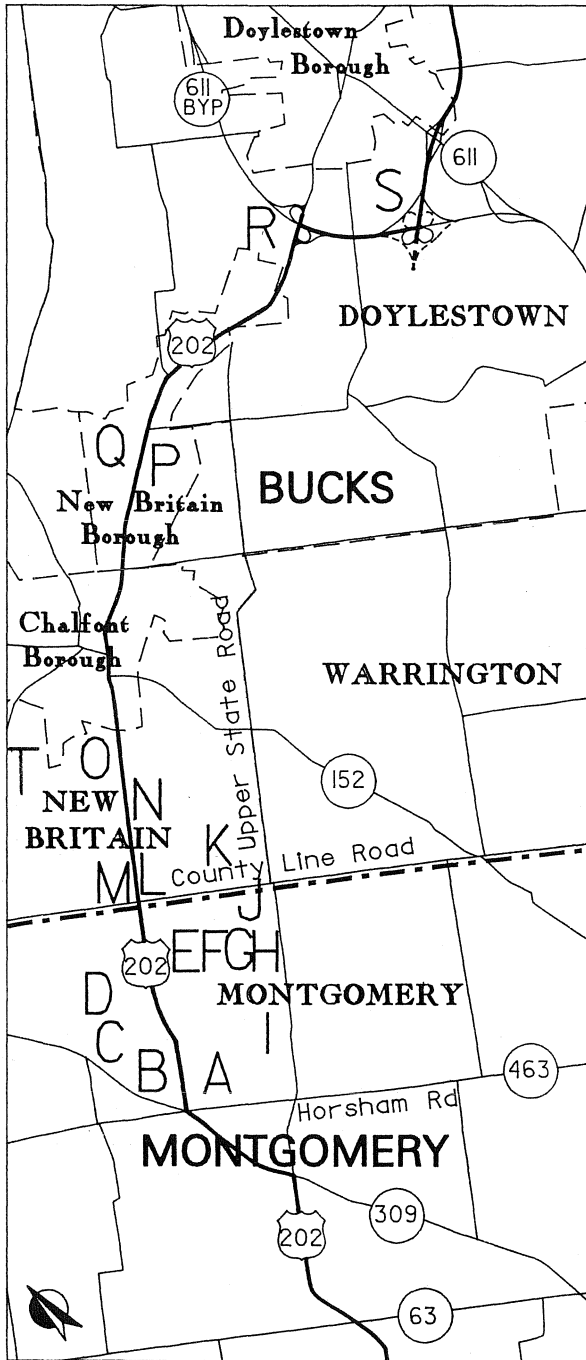 Doylestown
Borough
611
BYP
611
S
R
DOYLESTOWN
202
Q
P
BUCKS
New Britain
Borough
Chalfont
Borough
Upper State Road
WARRINGTON
T
O
152
NEW
N
BRITAIN
K
County Line Road
M
L
J
E
F
G
H
202
D
MONTGOMERY
C
I
B
A
463
Horsham Rd
MONTGOMERY
309
202
63